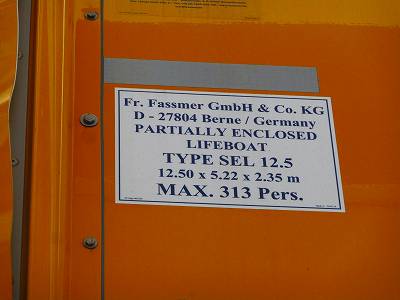 Fr. Fassmer GmbH & Co. KG
D - 27804 Berne / Germany
PARTIALLY ENCLOSED
LIFEBOAT
TYPE SEL 12.5
12.50 x 5.22 x 2.35 m
MAX. 313 Pers.